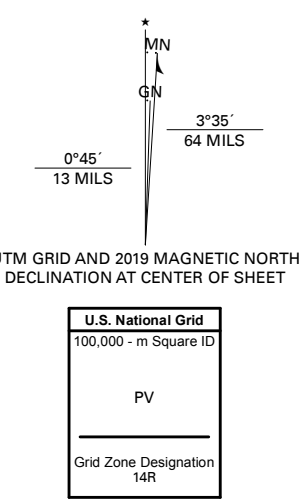 ★
MN
GN
3°35´
64 MILS
0°45´
13 MILS
UTM GRID AND 2019 MAGNETIC NORTH
DECLINATION AT CENTER OF SHEET
U.S. National Grid
100,000 - m Square ID
PV
Grid Zone Designation
14R